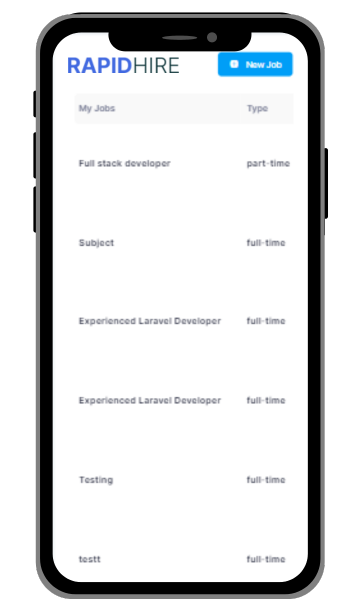 RAPIDHIRE
New Job
My Jobs Type
Full stack developer part-time
Subject full-time
Experienced Laravel Developer full-time
Experienced Laravel Developer full-time
Testing full-time
testt full-time